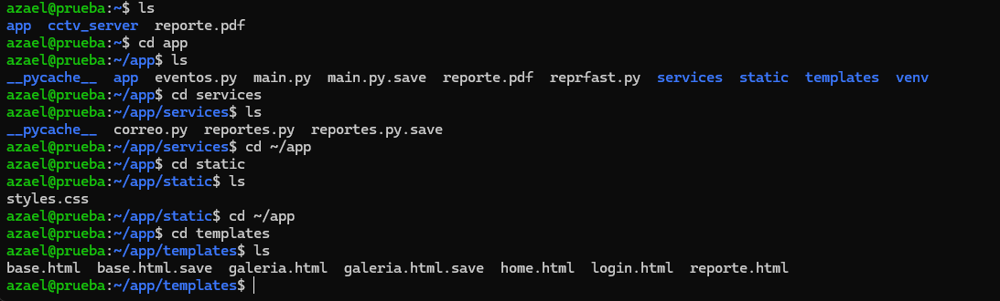 azael@prueba:~$ ls
app  cctv_server  reporte.pdf
azael@prueba:~$ cd app
azael@prueba:~/app$ ls
__pycache__  app  eventos.py  main.py  main.py.save  reporte.pdf  reprfast.py  services  static  templates  venv
azael@prueba:~/app$ cd services
azael@prueba:~/app/services$ ls
__pycache__  correo.py  reportes.py  reportes.py.save
azael@prueba:~/app/services$ cd ~/app
azael@prueba:~/app$ cd static
azael@prueba:~/app/static$ ls
styles.css
azael@prueba:~/app/static$ cd ~/app
azael@prueba:~/app$ cd templates
azael@prueba:~/app/templates$ ls
base.html  base.html.save  galeria.html  galeria.html.save  home.html  login.html  reporte.html
azael@prueba:~/app/templates$